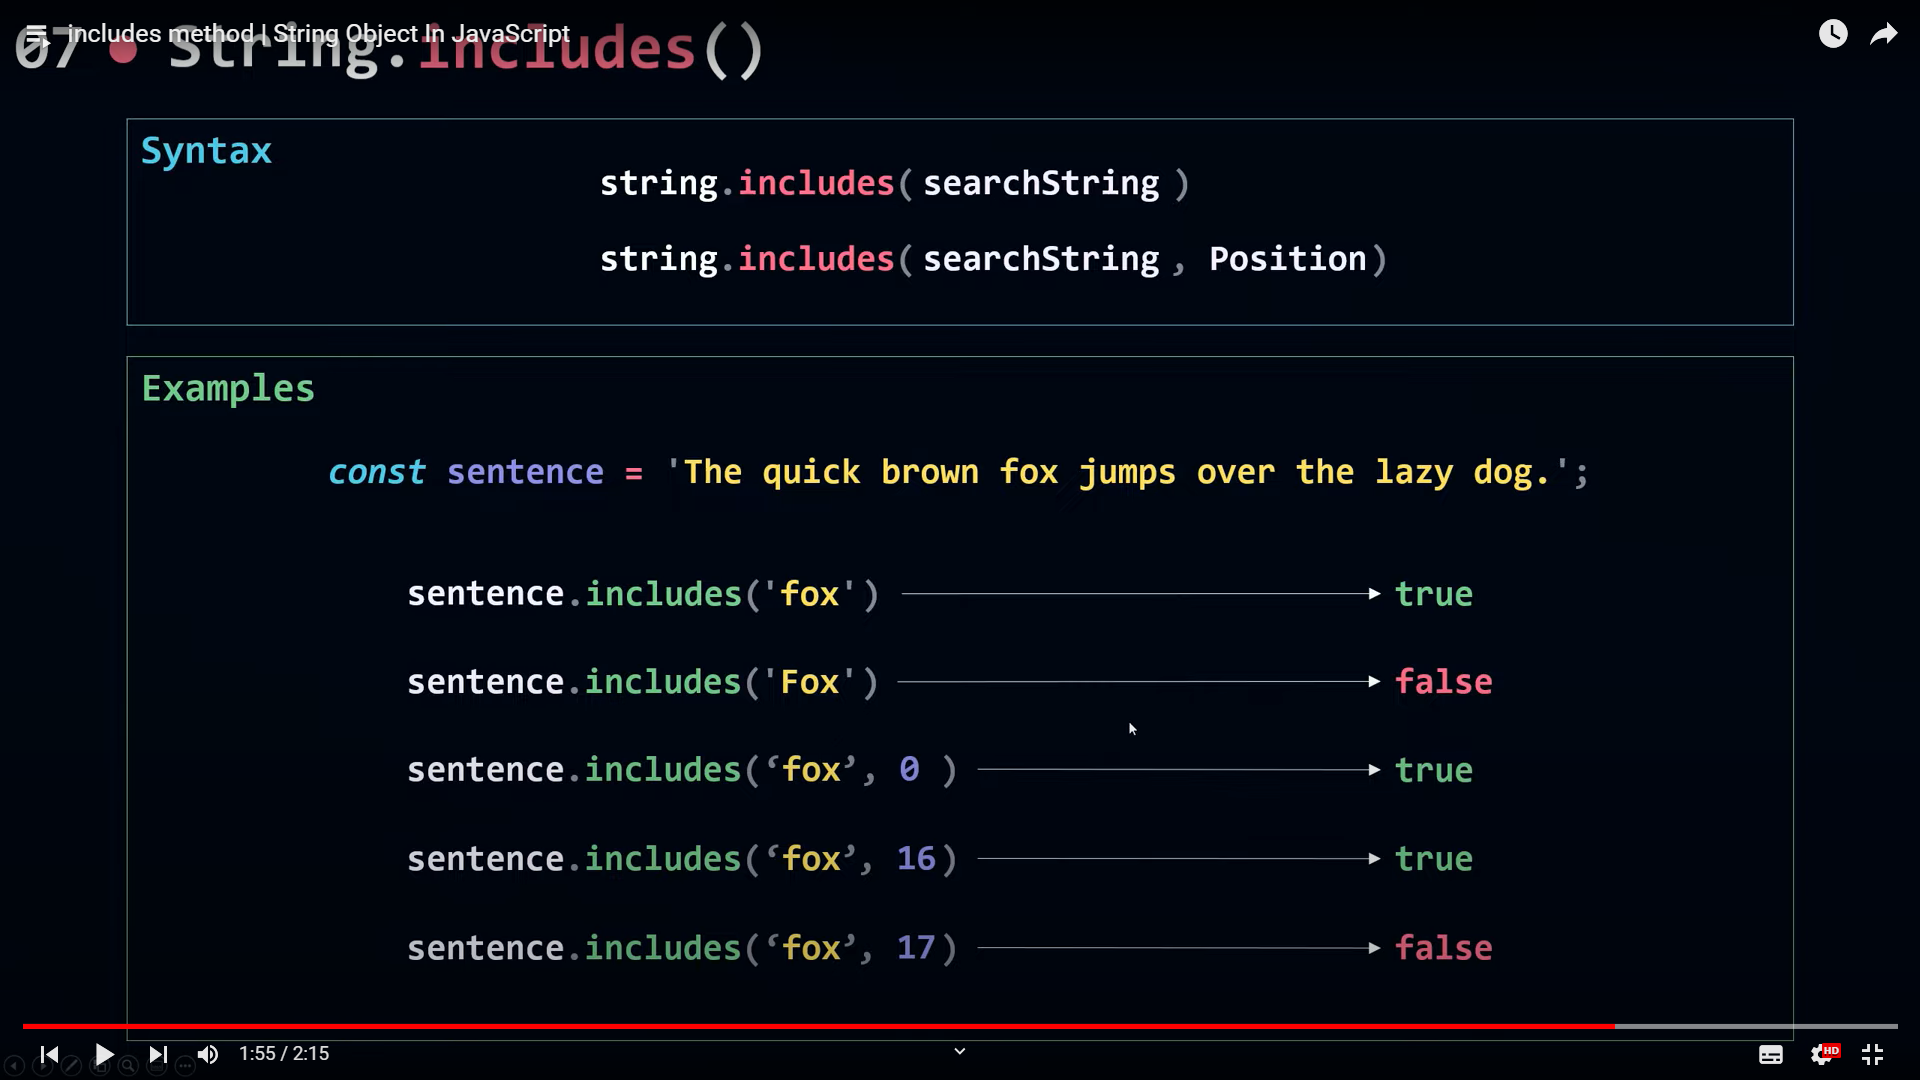 includes method | String Object In JavaScript
07 • String.includes()
Syntax
string.includes( searchString )
string.includes( searchString , Position)
Examples
const sentence = 'The quick brown fox jumps over the lazy dog.';
sentence.includes('fox') true
sentence.includes('Fox') false
sentence.includes(‘fox’, 0 ) true
sentence.includes(‘fox’, 16) true
sentence.includes(‘fox’, 17) false
1:55 / 2:15
HD